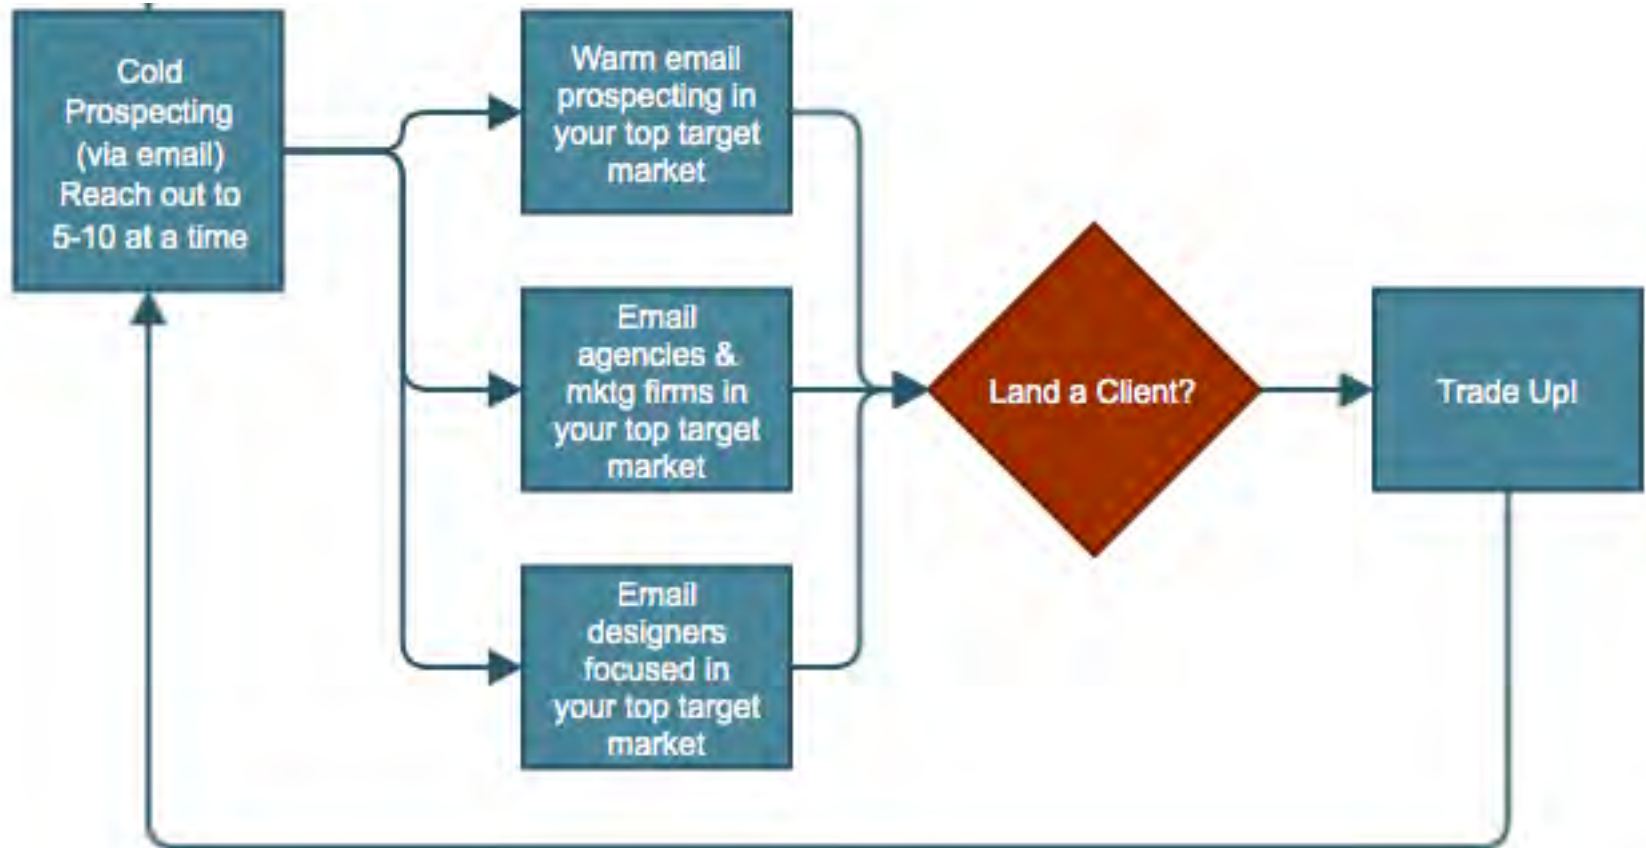 Cold
Prospecting
(via email)
Reach out to
5-10 at a time
Warm email
prospecting in
your top target
market
Email
agencies &
mktg firms in
your top target
market
Email
designers
focused in
your top target
market
Land a Client?
Trade Up!